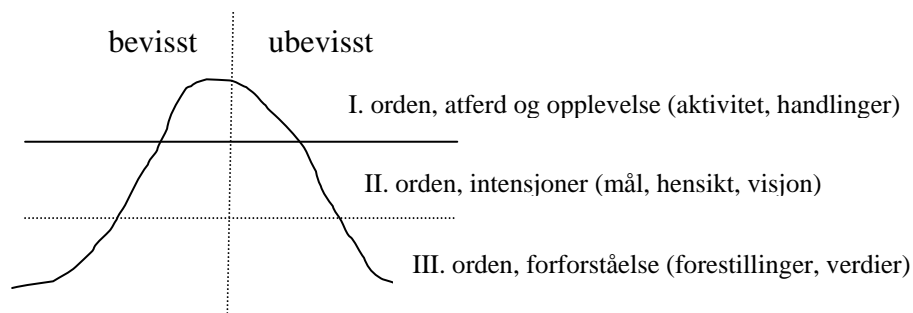 bevisst ubevisst
I. orden, atferd og opplevelse (aktivitet, handlinger)
II. orden, intensjoner (mål, hensikt, visjon)
III. orden, forforståelse (forestillinger, verdier)